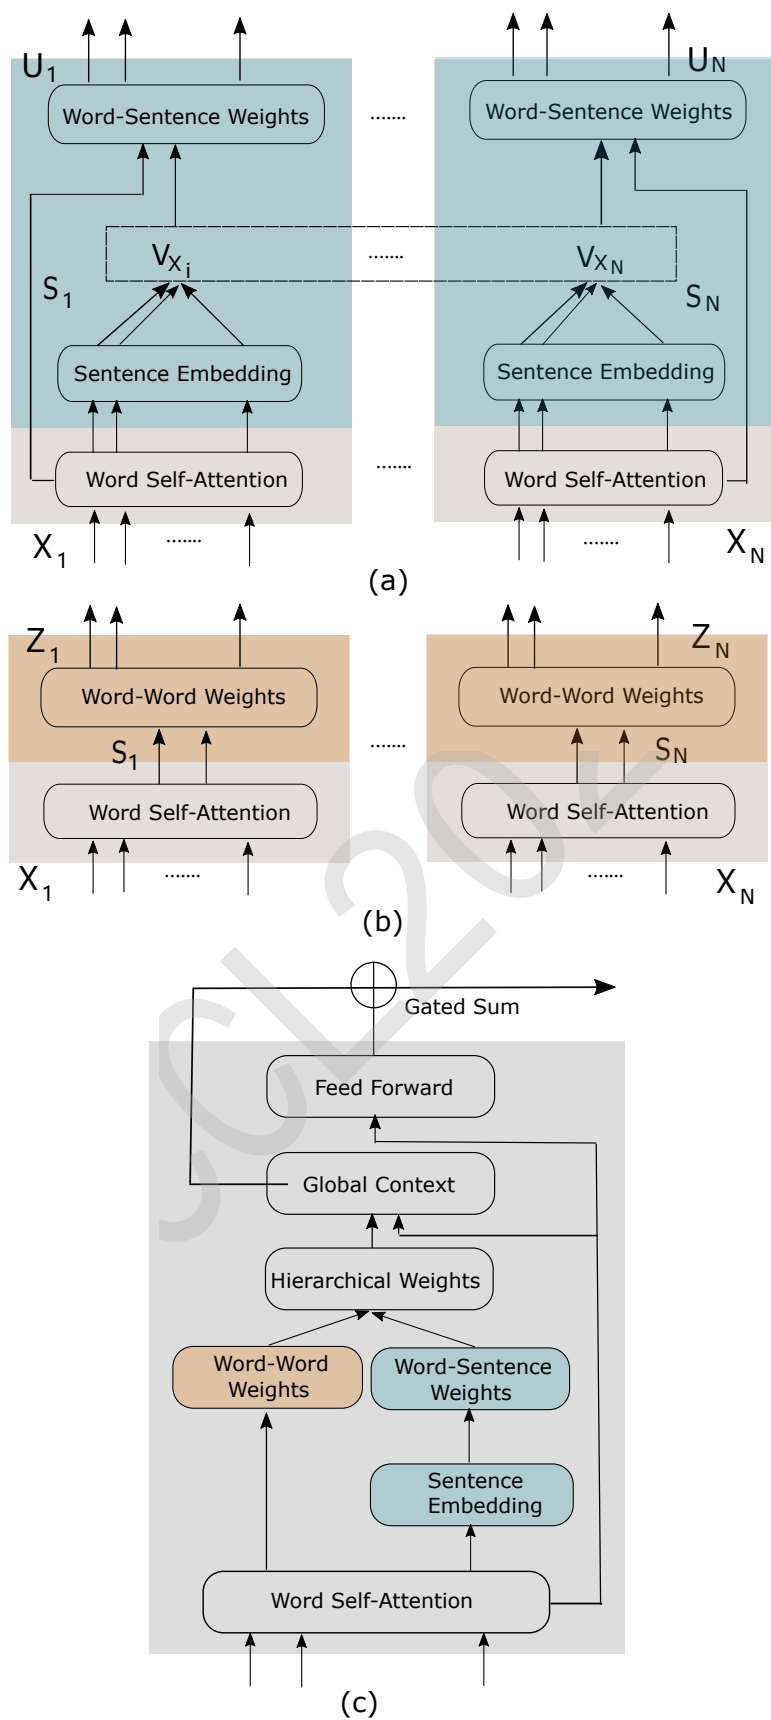 U1 UN
Word-Sentence Weights ....... Word-Sentence Weights
VXi ....... VXN
S1 SN
Sentence Embedding Sentence Embedding
Word Self-Attention ....... Word Self-Attention
X1 ....... ....... XN
(a)
Z1 ZN
Word-Word Weights Word-Word Weights
S1 ....... SN
Word Self-Attention Word Self-Attention
X1 ....... ....... XN
(b)
Gated Sum
Feed Forward
Global Context
Hierarchical Weights
Word-Word
Weights
Word-Sentence
Weights
Sentence
Embedding
Word Self-Attention
(c)
CCL202